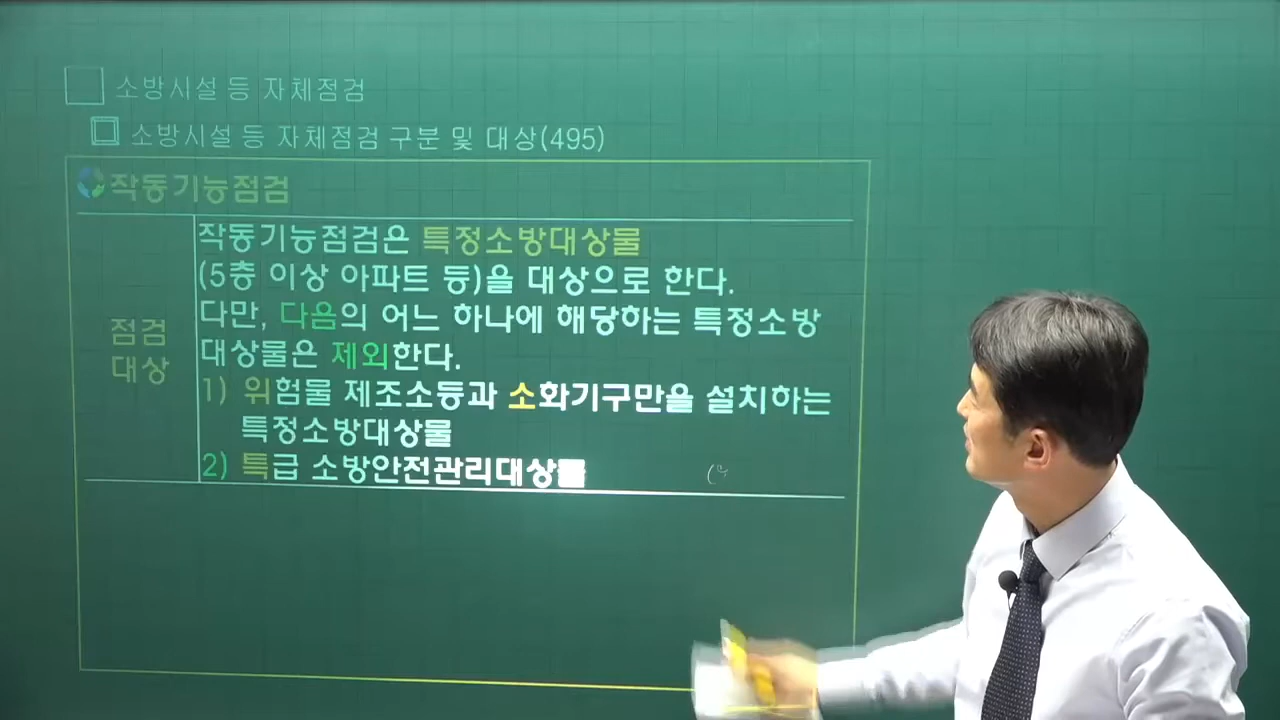 소방시설 등 자체점검
소방시설 등 자체점검 구분 및 대상(495)
작동기능점검
점검
대상
작동기능점검은 특정소방대상물
(5층 이상 아파트 등)을 대상으로 한다.
다만, 다음의 어느 하나에 해당하는 특정소방
대상물은 제외한다.
1) 위험물 제조소등과 소화기구만을 설치하는
특정소방대상물
2) 특급 소방안전관리대상물